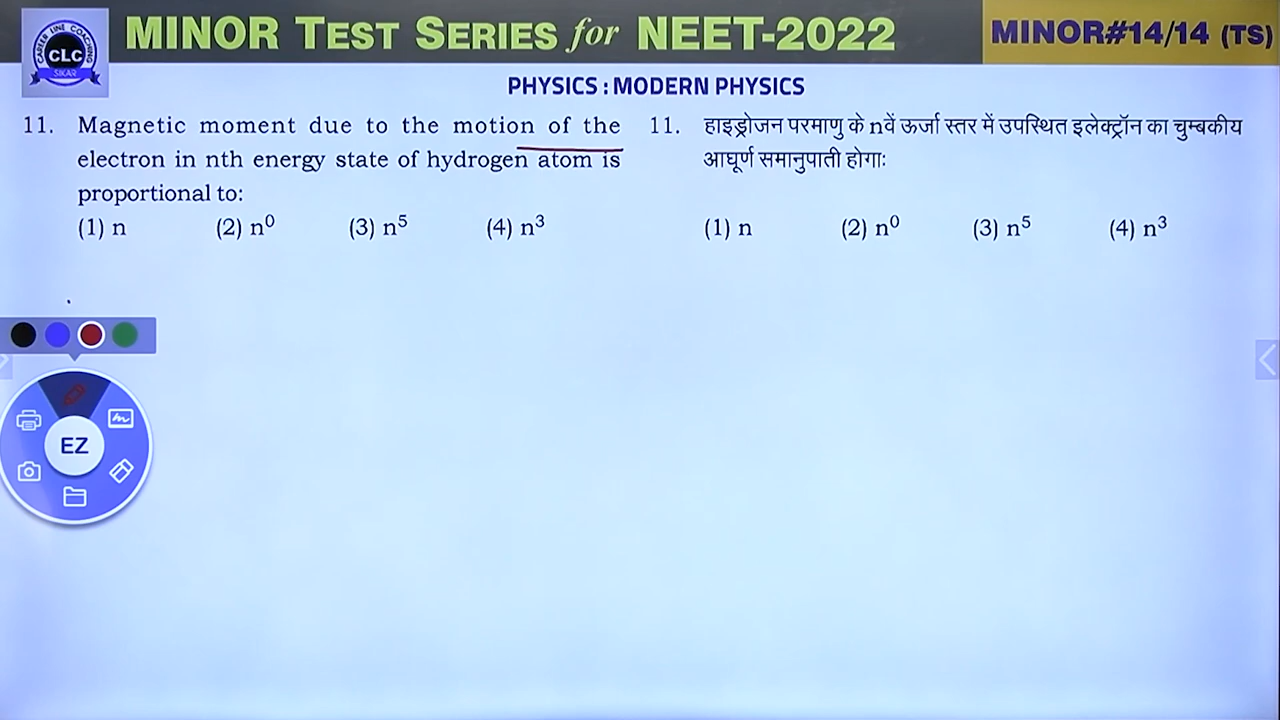 CAREER LINE COACHING
CLC
SIKAR
MINOR TEST SERIES for NEET-2022
MINOR#14/14 (TS)
PHYSICS : MODERN PHYSICS
11. Magnetic moment due to the motion of the
electron in nth energy state of hydrogen atom is
proportional to:
(1) n (2) n⁰ (3) n⁵ (4) n³
11. हाइड्रोजन परमाणु के nवें ऊर्जा स्तर में उपस्थित इलेक्ट्रॉन का चुम्बकीय
आघूर्ण समानुपाती होगाः
(1) n (2) n⁰ (3) n⁵ (4) n³
EZ